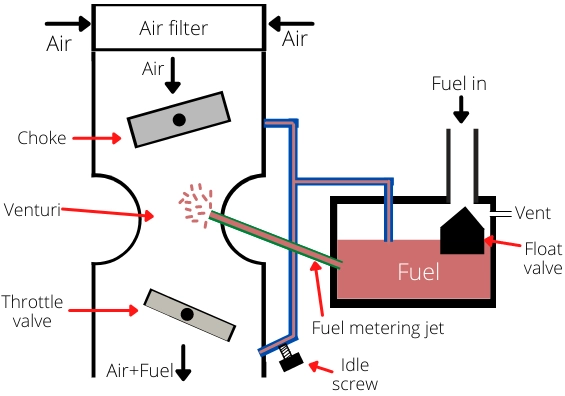 Air filter
Air
Air
Air
Fuel in
Choke
Venturi
Vent
Float
valve
Fuel
Throttle
valve
Fuel metering jet
Air+Fuel
Idle
screw